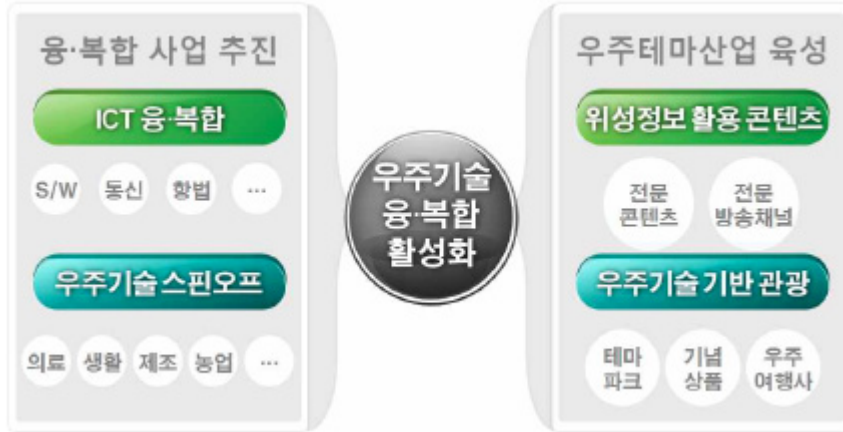 융·복합 사업 추진
ICT 융·복합
S/W 동신 항법 ...
우주기술 스핀오프
의료 생활 제조 농업 ...
우주기술
융·복합
활성화
우주테마산업 육성
위성정보 활용 콘텐츠
전문
콘텐츠
전문
방송채널
우주기술 기반 관광
테마
파크
기념
상품
우주
여행사